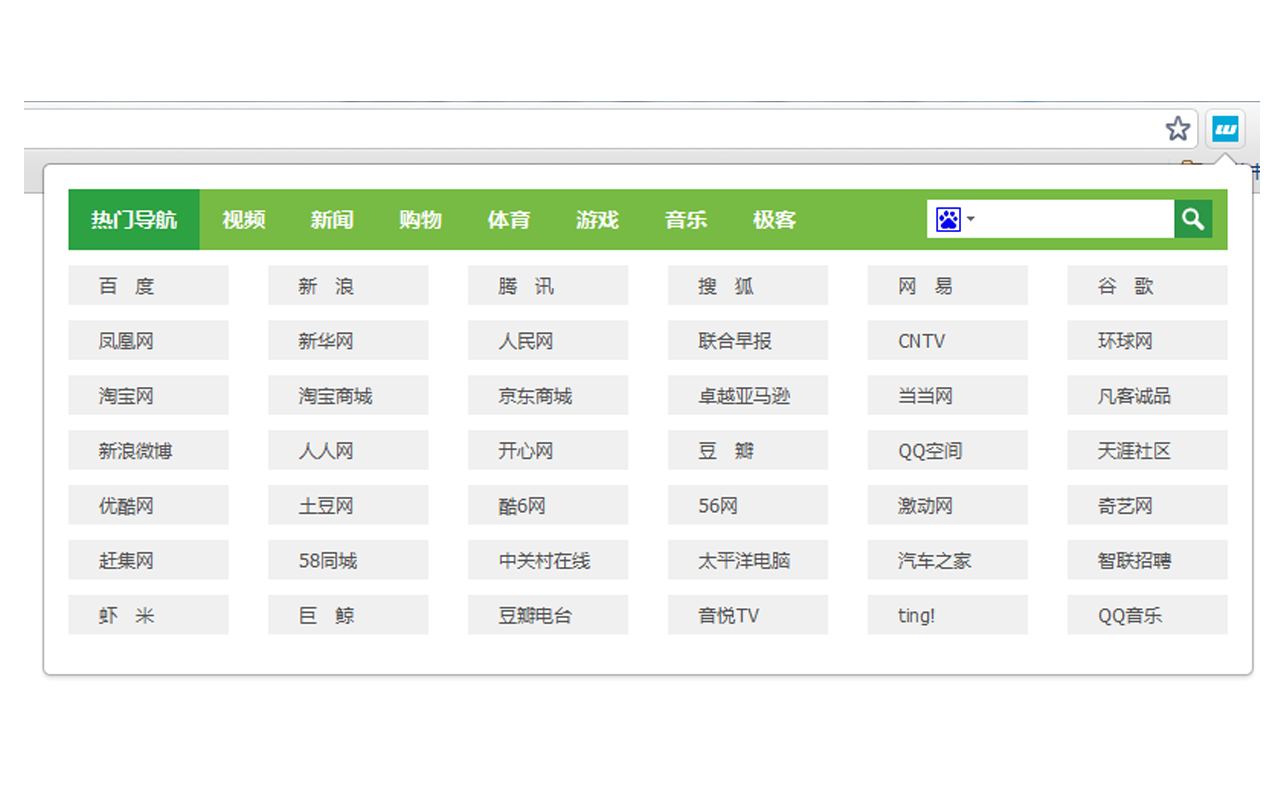 热门导航 视频 新闻 购物 体育 游戏 音乐 极客
百 度 新 浪 腾 讯 搜 狐 网 易 谷 歌
凤凰网 新华网 人民网 联合早报 CNTV 环球网
淘宝网 淘宝商城 京东商城 卓越亚马逊 当当网 凡客诚品
新浪微博 人人网 开心网 豆 瓣 QQ空间 天涯社区
优酷网 土豆网 酷6网 56网 激动网 奇艺网
赶集网 58同城 中关村在线 太平洋电脑 汽车之家 智联招聘
虾 米 巨 鲸 豆瓣电台 音悦TV ting! QQ音乐